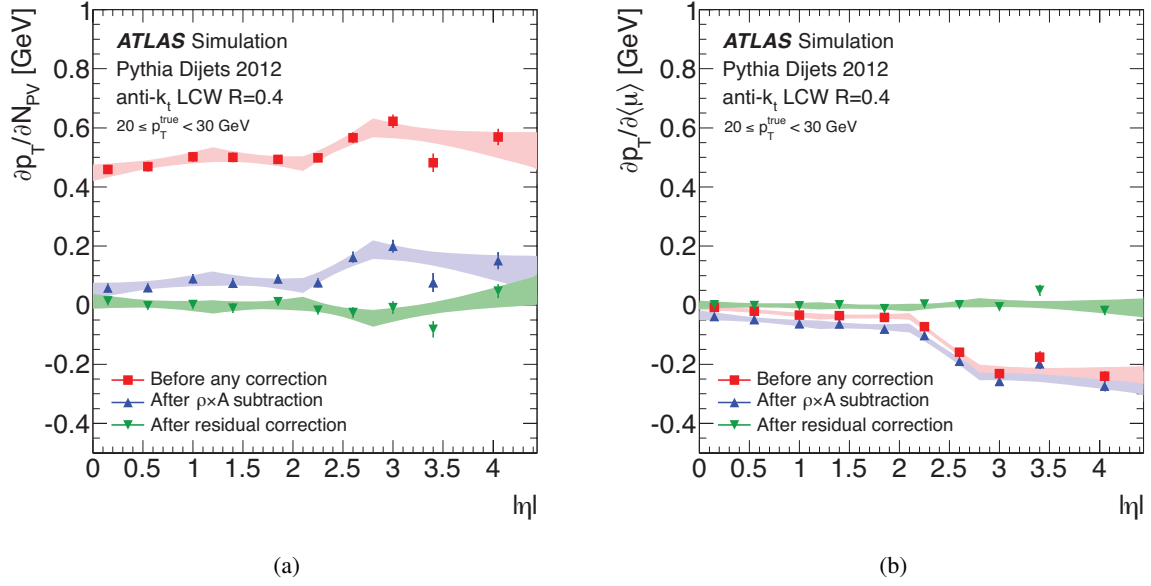 ∂p_T/∂N_PV [GeV]
1
0.8
0.6
0.4
0.2
0
-0.2
-0.4
ATLAS Simulation
Pythia Dijets 2012
anti-k_t LCW R=0.4
20 ≤ p_T^true < 30 GeV
Before any correction
After ρ×A subtraction
After residual correction
0 0.5 1 1.5 2 2.5 3 3.5 4
|η|
(a)
∂p_T/∂⟨μ⟩ [GeV]
1
0.8
0.6
0.4
0.2
0
-0.2
-0.4
ATLAS Simulation
Pythia Dijets 2012
anti-k_t LCW R=0.4
20 ≤ p_T^true < 30 GeV
Before any correction
After ρ×A subtraction
After residual correction
0 0.5 1 1.5 2 2.5 3 3.5 4
|η|
(b)